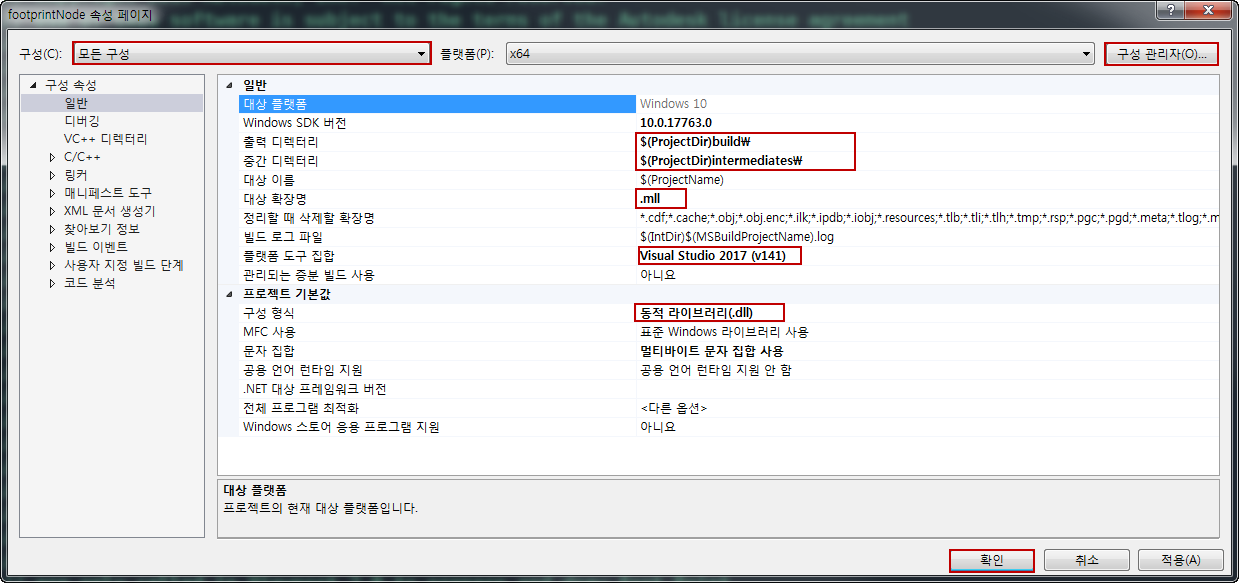 software is subject to the terms of the Autodesk license agreement
footprintNode 속성 페이지
구성(C): 모든 구성 플랫폼(P): x64 구성 관리자(O)...
구성 속성
일반
디버깅
VC++ 디렉터리
C/C++
링커
매니페스트 도구
XML 문서 생성기
찾아보기 정보
빌드 이벤트
사용자 지정 빌드 단계
코드 분석
일반
대상 플랫폼 Windows 10
Windows SDK 버전 10.0.17763.0
출력 디렉터리 $(ProjectDir)build₩
중간 디렉터리 $(ProjectDir)intermediates₩
대상 이름 $(ProjectName)
대상 확장명 .mll
정리할 때 삭제할 확장명 *.cdf;*.cache;*.obj;*.obj.enc;*.ilk;*.ipdb;*.iobj;*.resources;*.tlb;*.tli;*.tlh;*.tmp;*.rsp;*.pgc;*.pgd;*.meta;*.tlog;*.m
빌드 로그 파일 $(IntDir)$(MSBuildProjectName).log
플랫폼 도구 집합 Visual Studio 2017 (v141)
관리되는 증분 빌드 사용 아니요
프로젝트 기본값
구성 형식 동적 라이브러리(.dll)
MFC 사용 표준 Windows 라이브러리 사용
문자 집합 멀티바이트 문자 집합 사용
공용 언어 런타임 지원 공용 언어 런타임 지원 안 함
.NET 대상 프레임워크 버전
전체 프로그램 최적화 <다른 옵션>
Windows 스토어 응용 프로그램 지원 아니요
대상 플랫폼
프로젝트의 현재 대상 플랫폼입니다.
확인 취소 적용(A)